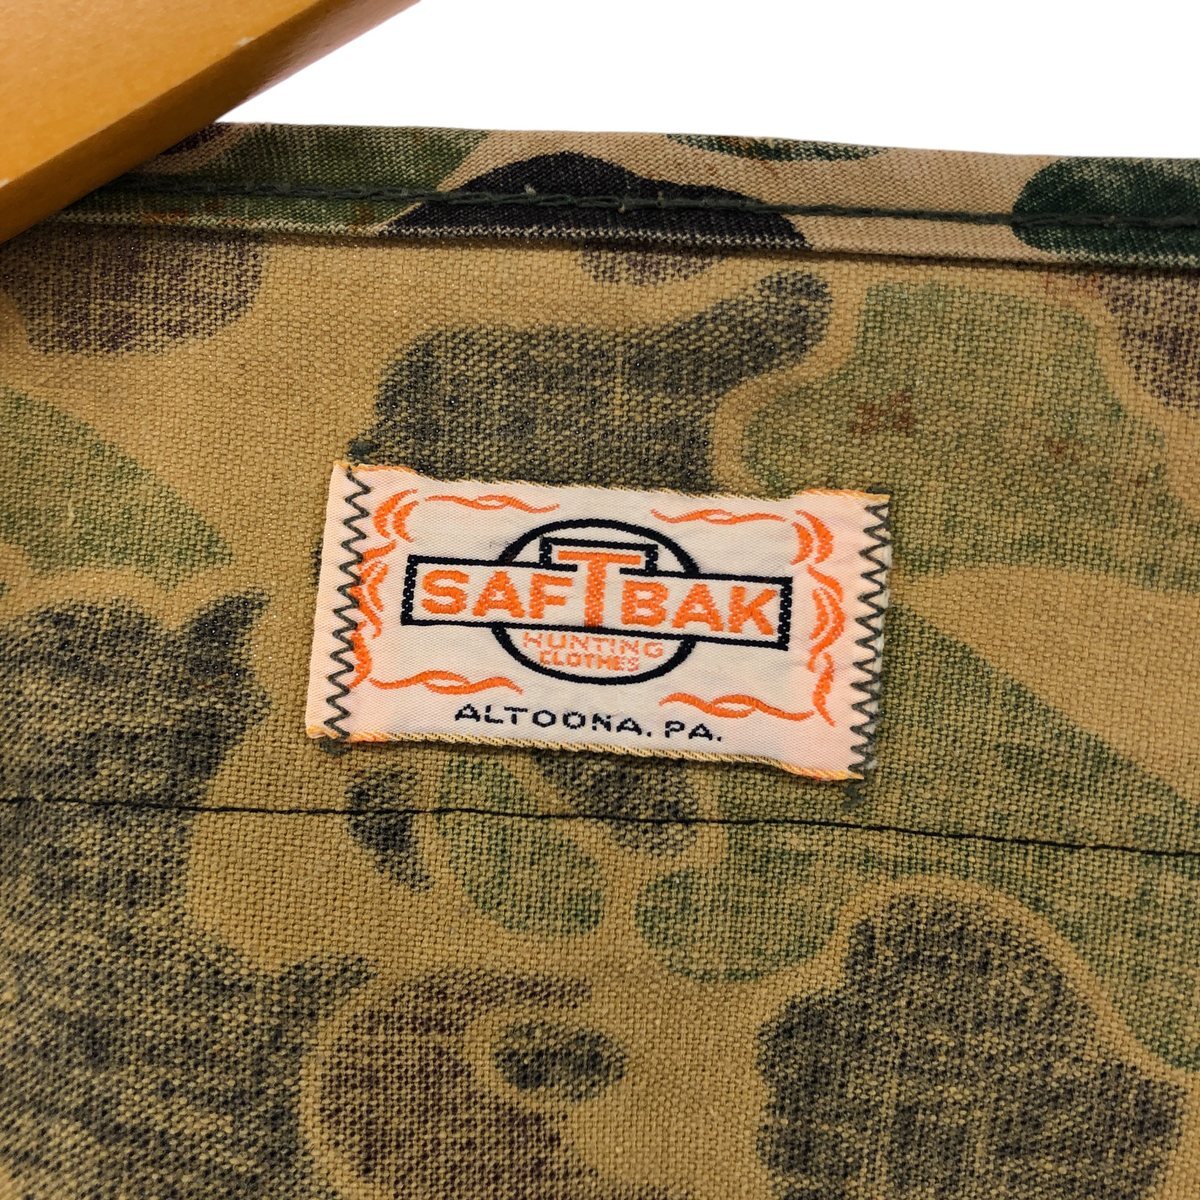 SAFTBAK
HUNTING
CLOTHES
ALTOONA, PA.